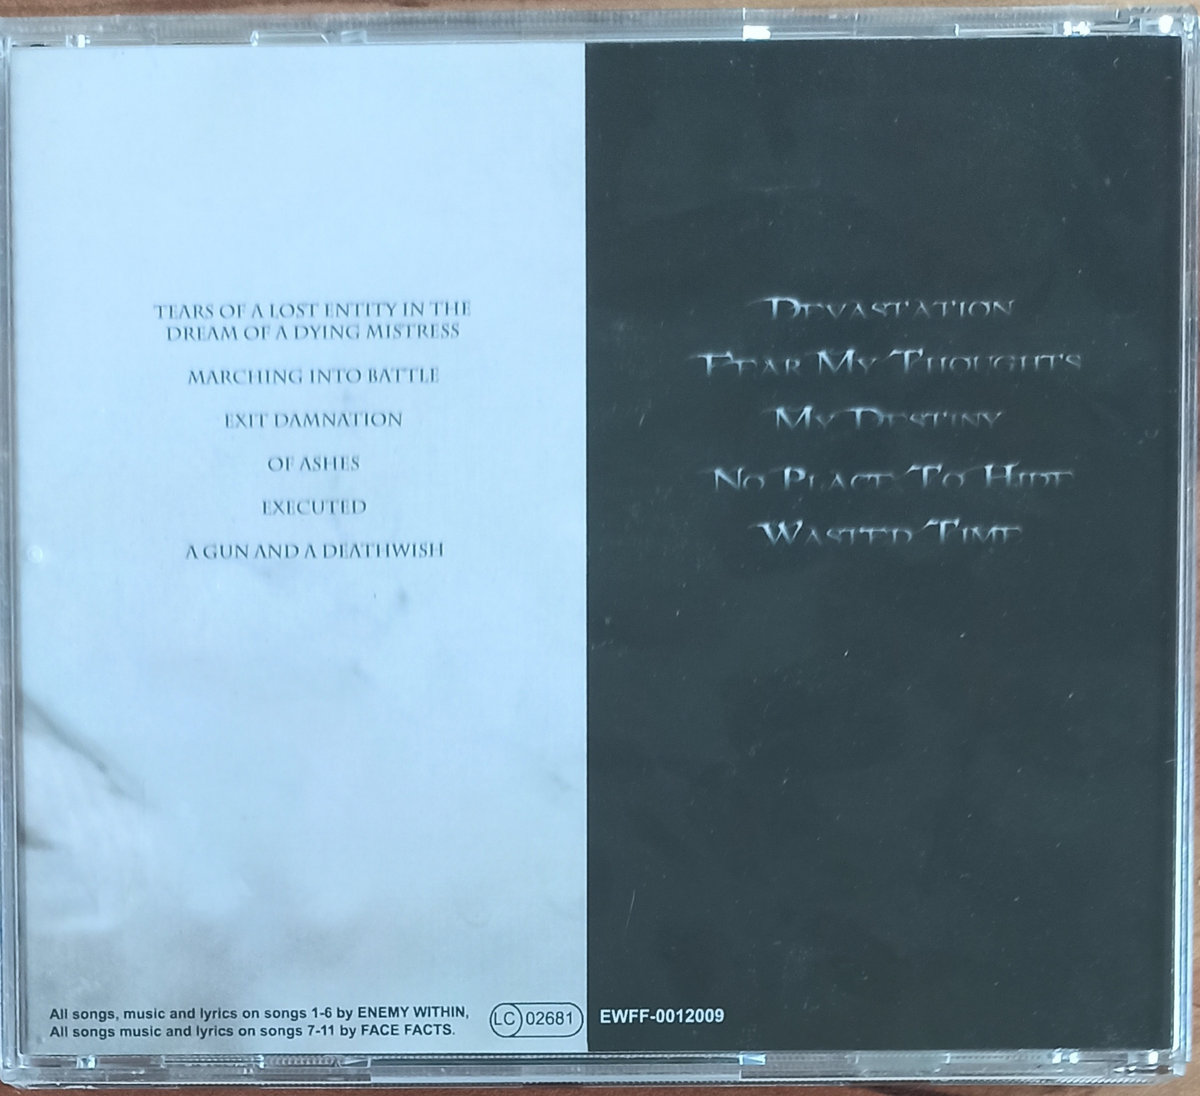 TEARS OF A LOST ENTITY IN THE
DREAM OF A DYING MISTRESS
MARCHING INTO BATTLE
EXIT DAMNATION
OF ASHES
EXECUTED
A GUN AND A DEATHWISH
DEVASTATION
FEAR MY THOUGHTS
MY DESTINY
NO PLACE TO HIDE
WASTED TIME
All songs, music and lyrics on songs 1-6 by ENEMY WITHIN,
All songs music and lyrics on songs 7-11 by FACE FACTS.
LC 02681
EWFF-0012009